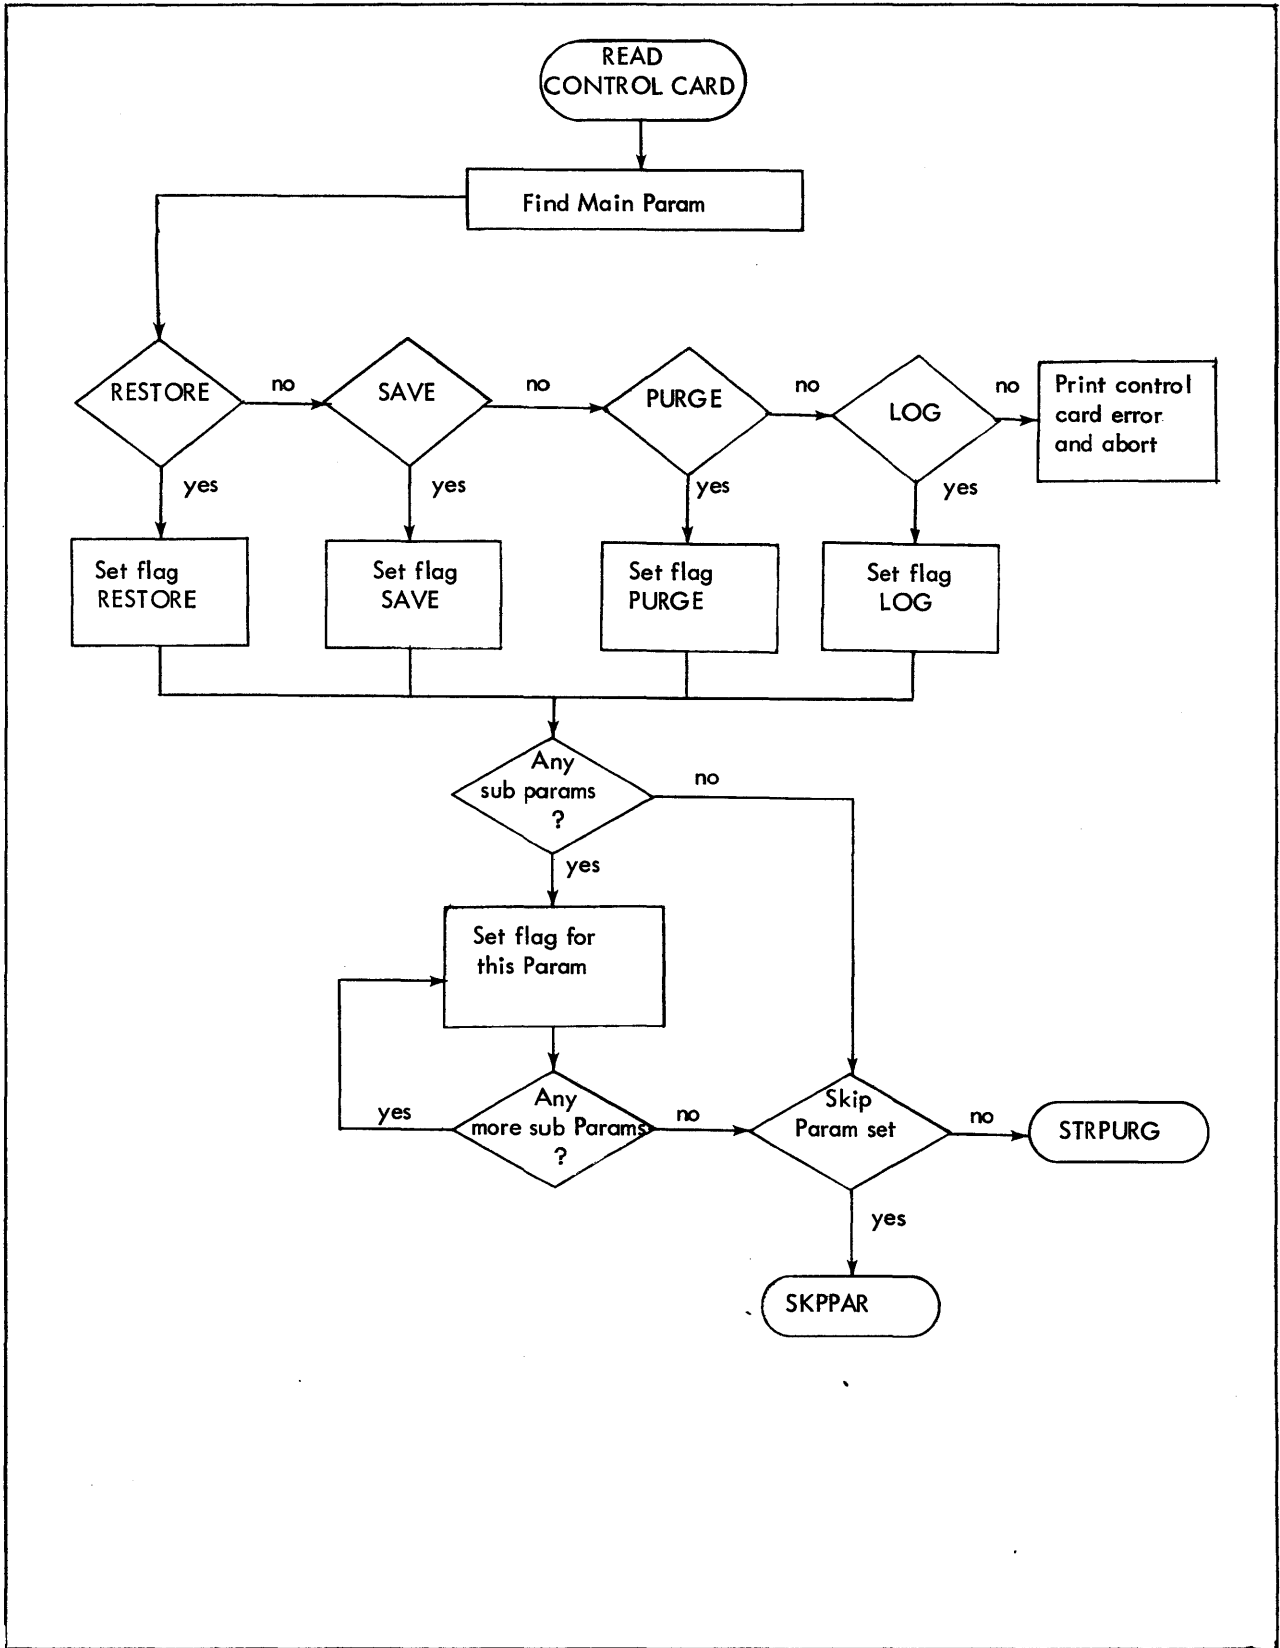 READ
CONTROL CARD
Find Main Param
RESTORE
no
SAVE
no
PURGE
no
LOG
no
Print control
card error
and abort
yes
yes
yes
yes
Set flag
RESTORE
Set flag
SAVE
Set flag
PURGE
Set flag
LOG
Any
sub params
?
no
yes
Set flag for
this Param
Any
more sub Params
?
yes
no
Skip
Param set
no
STRPURG
yes
SKPPAR